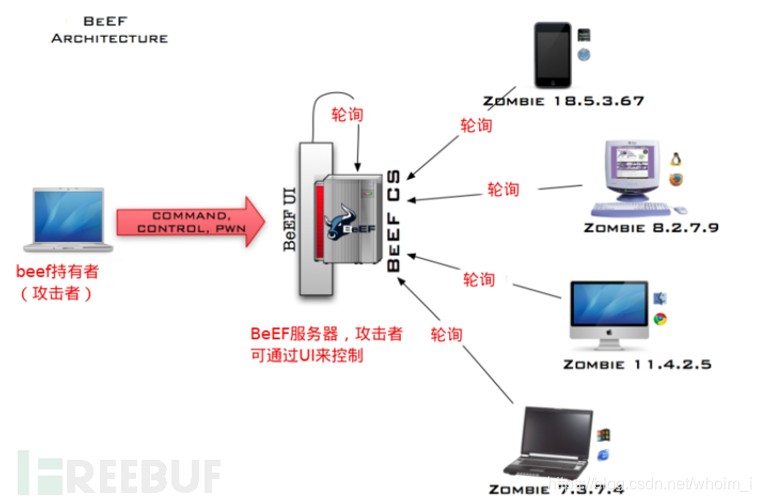 BeEF
Architecture
轮询
Zombie 18.5.3.67
轮询
轮询
Zombie 8.2.7.9
BeEF UI
BeEF
BeEF CS
COMMAND,
CONTROL, PWN
beef持有者
（攻击者）
轮询
Zombie 11.4.2.5
BeEF服务器，攻击者
可通过UI来控制
轮询
Zombie 7.3.7.4
FREEBUF
https://blog.csdn.net/whoim_i